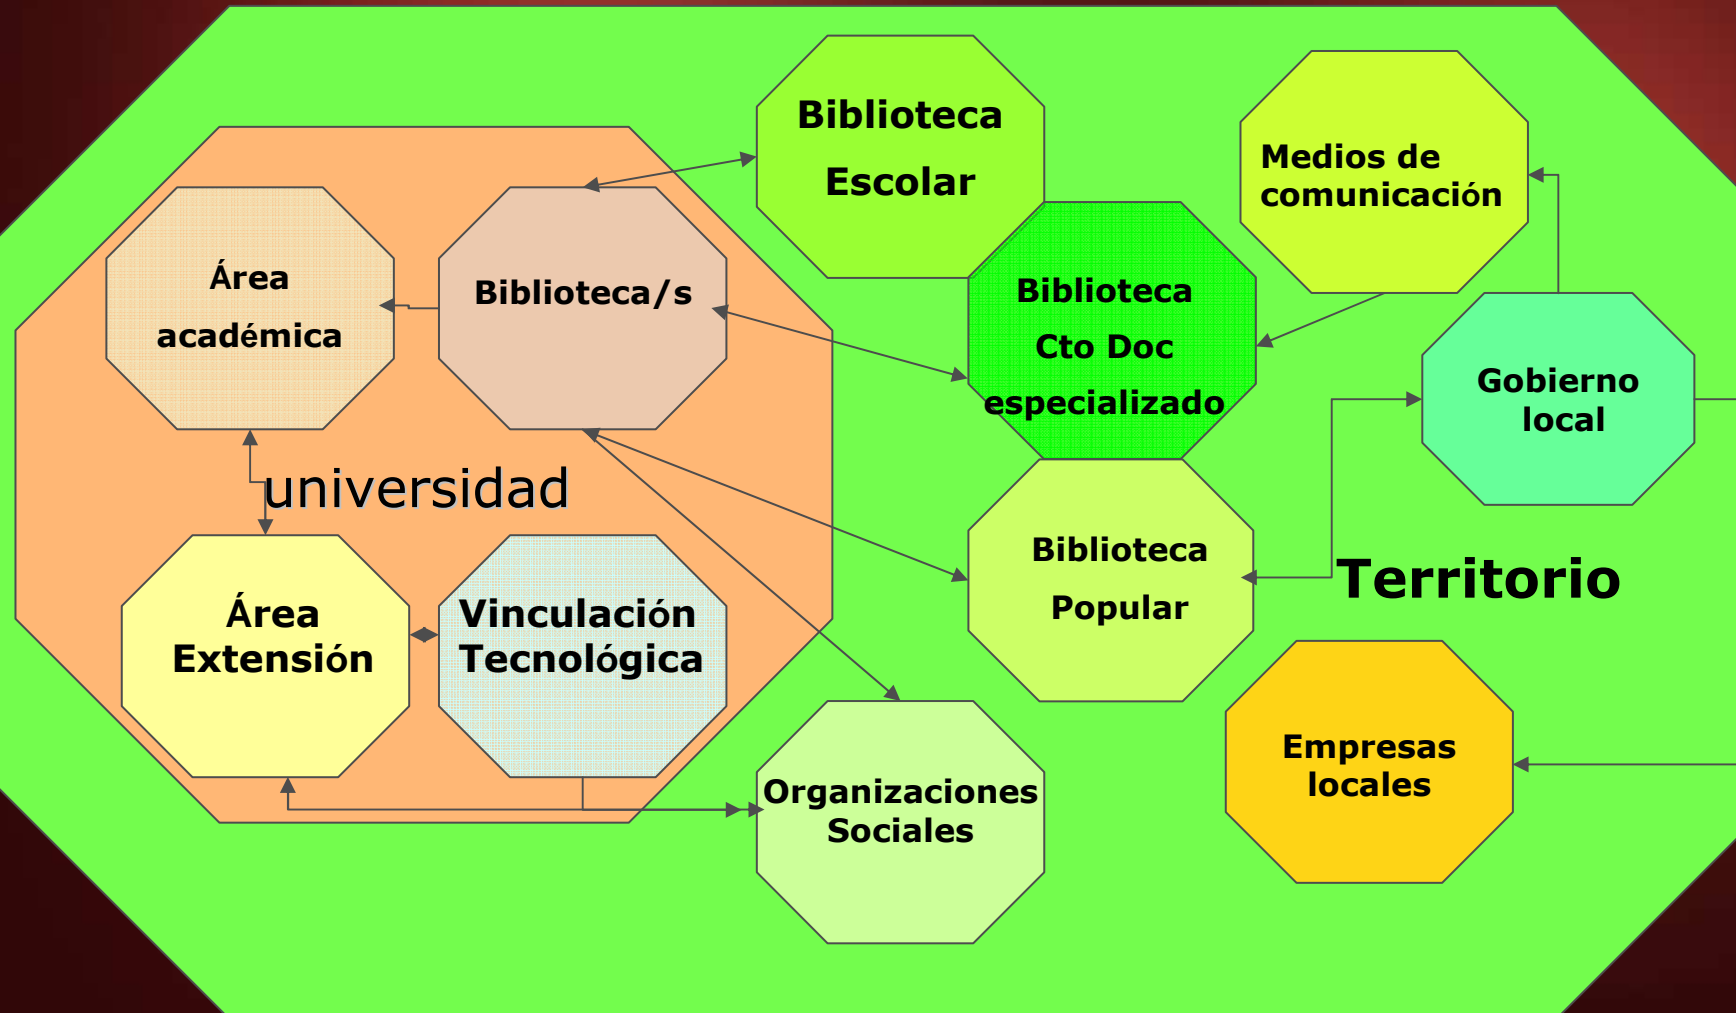 Biblioteca
Escolar
Medios de
comunicación
Área
académica
Biblioteca/s
Biblioteca
Cto Doc
especializado
Gobierno
local
universidad
Biblioteca
Popular
Territorio
Área
Extensión
Vinculación
Tecnológica
Organizaciones
Sociales
Empresas
locales